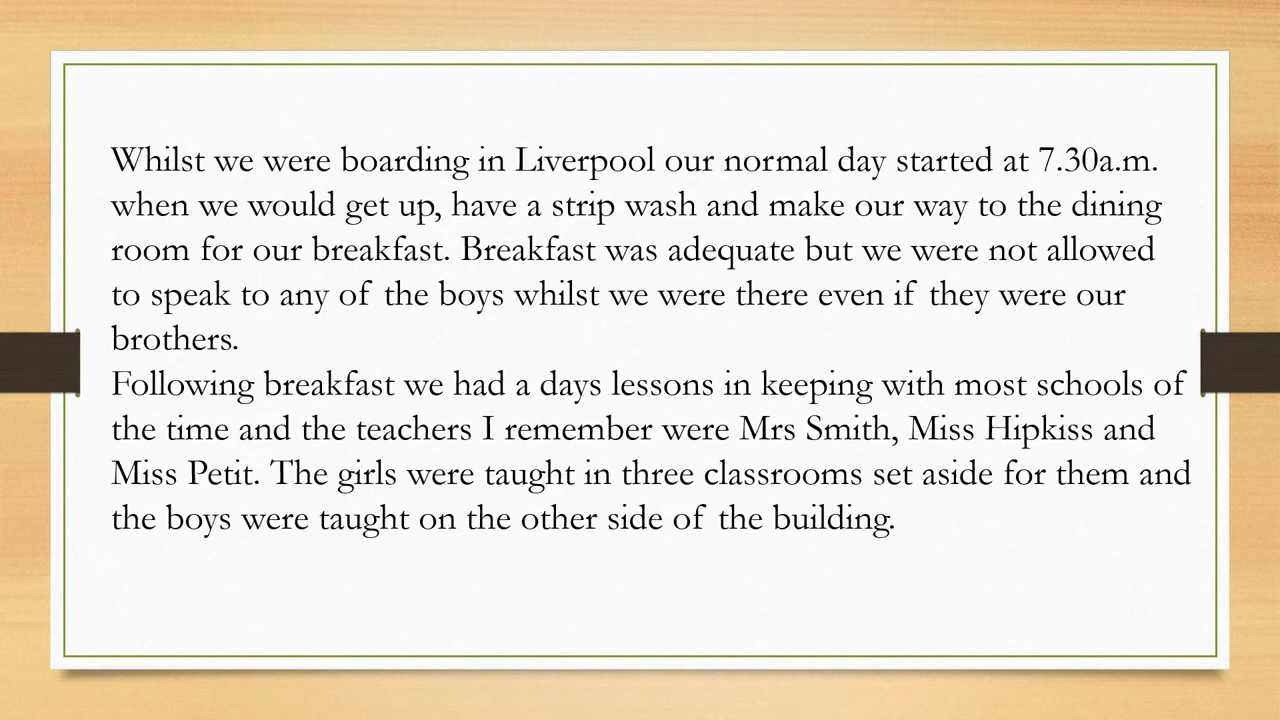 Whilst we were boarding in Liverpool our normal day started at 7.30a.m.
when we would get up, have a strip wash and make our way to the dining
room for our breakfast. Breakfast was adequate but we were not allowed
to speak to any of the boys whilst we were there even if they were our
brothers.
Following breakfast we had a days lessons in keeping with most schools of
the time and the teachers I remember were Mrs Smith, Miss Hipkiss and
Miss Petit. The girls were taught in three classrooms set aside for them and
the boys were taught on the other side of the building.